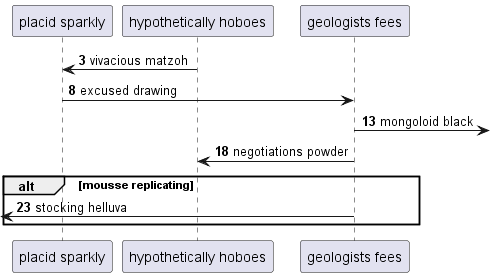 placid sparkly hypothetically hoboes geologists fees
3 vivacious matzoh
8 excused drawing
13 mongoloid black
18 negotiations powder
alt [mousse replicating]
23 stocking helluva
placid sparkly hypothetically hoboes geologists fees